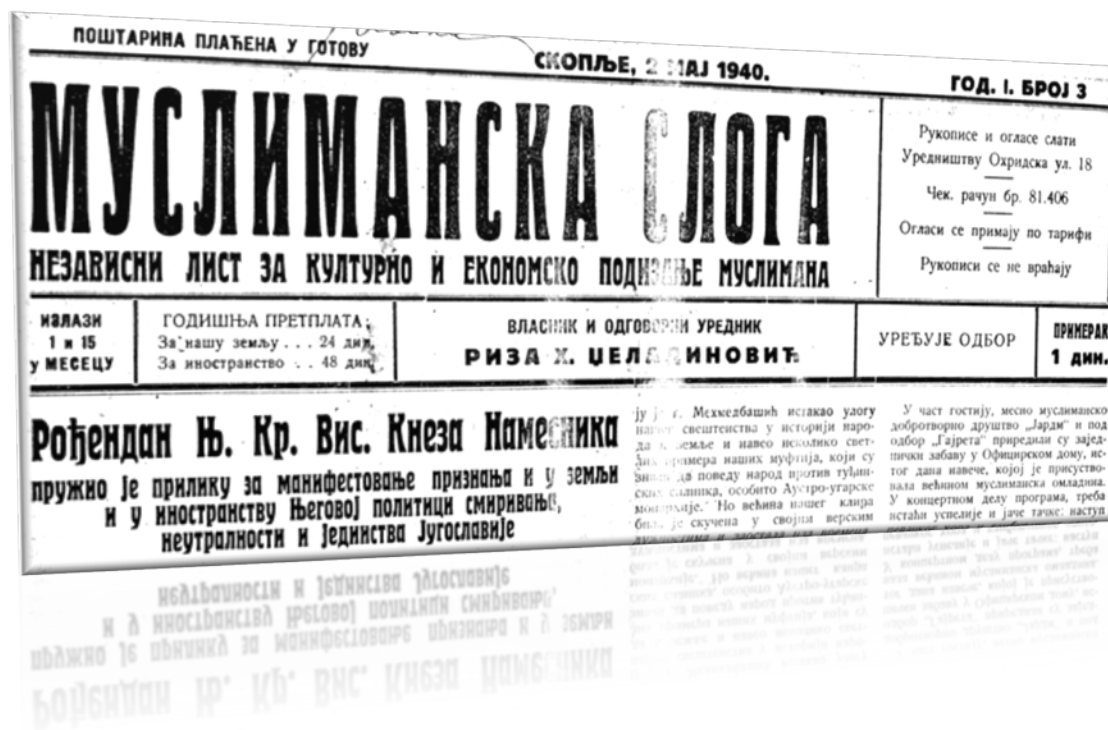 ПОШТАРИНА ПЛАЋЕНА У ГОТОВУ
СКОПЉЕ, 2 МАЈ 1940.
ГОД. I. БРОЈ 3
МУСЛИМАНСКА СЛОГА
НЕЗАВИСНИ ЛИСТ ЗА КУЛТУРНО И ЕКОНОМСКО ПОДИЗАЊЕ МУСЛИМАНА
Рукописе и огласе слати
Уредништву Охридска ул. 18
Чек. рачун бр. 81.406
Огласи се примају по тарифи
Рукописи се не враћају
ИЗЛАЗИ
1 и 15
у МЕСЕЦУ
ГОДИШЊА ПРЕТПЛАТА:
За нашу земљу . . . 24 дин.
За иностранство . . 48 дин.
ВЛАСНИК И ОДГОВОРНИ УРЕДНИК
РИЗА Х. ЏЕЛАДИНОВИЋ
УРЕЂУЈЕ ОДБОР
ПРИМЕРАК
1 дин.
Рођендан Њ. Кр. Вис. Кнеза Намесника
пружио је прилику за манифестовање признања и у земљи
и у иностранству Његовој политици смиривања,
неутралности и јединства Југославије
ју је г. Мехмедбашић истакао улогу
нашег свештенства у историји наро-
да и земље и навео неколико свет-
лих примера наших муфтија, који су
знали да поведу народ против туђин-
ских силника, особито Аустро-угарске
монархије. Но већина нашег клира
била је скучена у својим верским
У част гостију, месно муслиманско
добротворно друштво „Јардм" и под
одбор „Гајрета" приредили су зајед-
нички забаву у Официрском дому, ис-
тог дана навече, којој је присуство-
вала већином муслиманска омладина.
У концертном делу програма, треба
истаћи успелије и јаче тачке: наступ